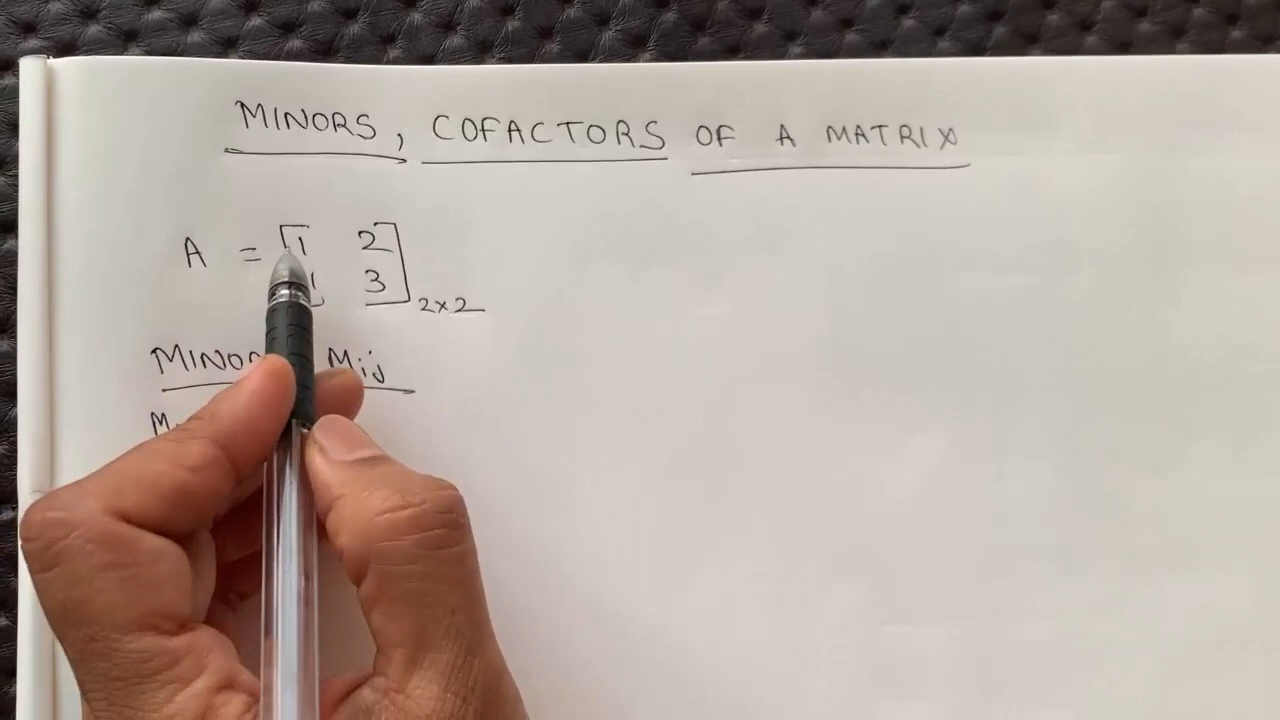 MINORS, COFACTORS OF A MATRIX
A = [1 2]
3
2×2
Mij